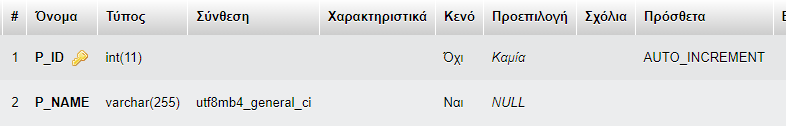 # Όνομα Τύπος Σύνθεση Χαρακτηριστικά Κενό Προεπιλογή Σχόλια Πρόσθετα
1 P_ID int(11) Όχι Καμία AUTO_INCREMENT
2 P_NAME varchar(255) utf8mb4_general_ci Ναι NULL